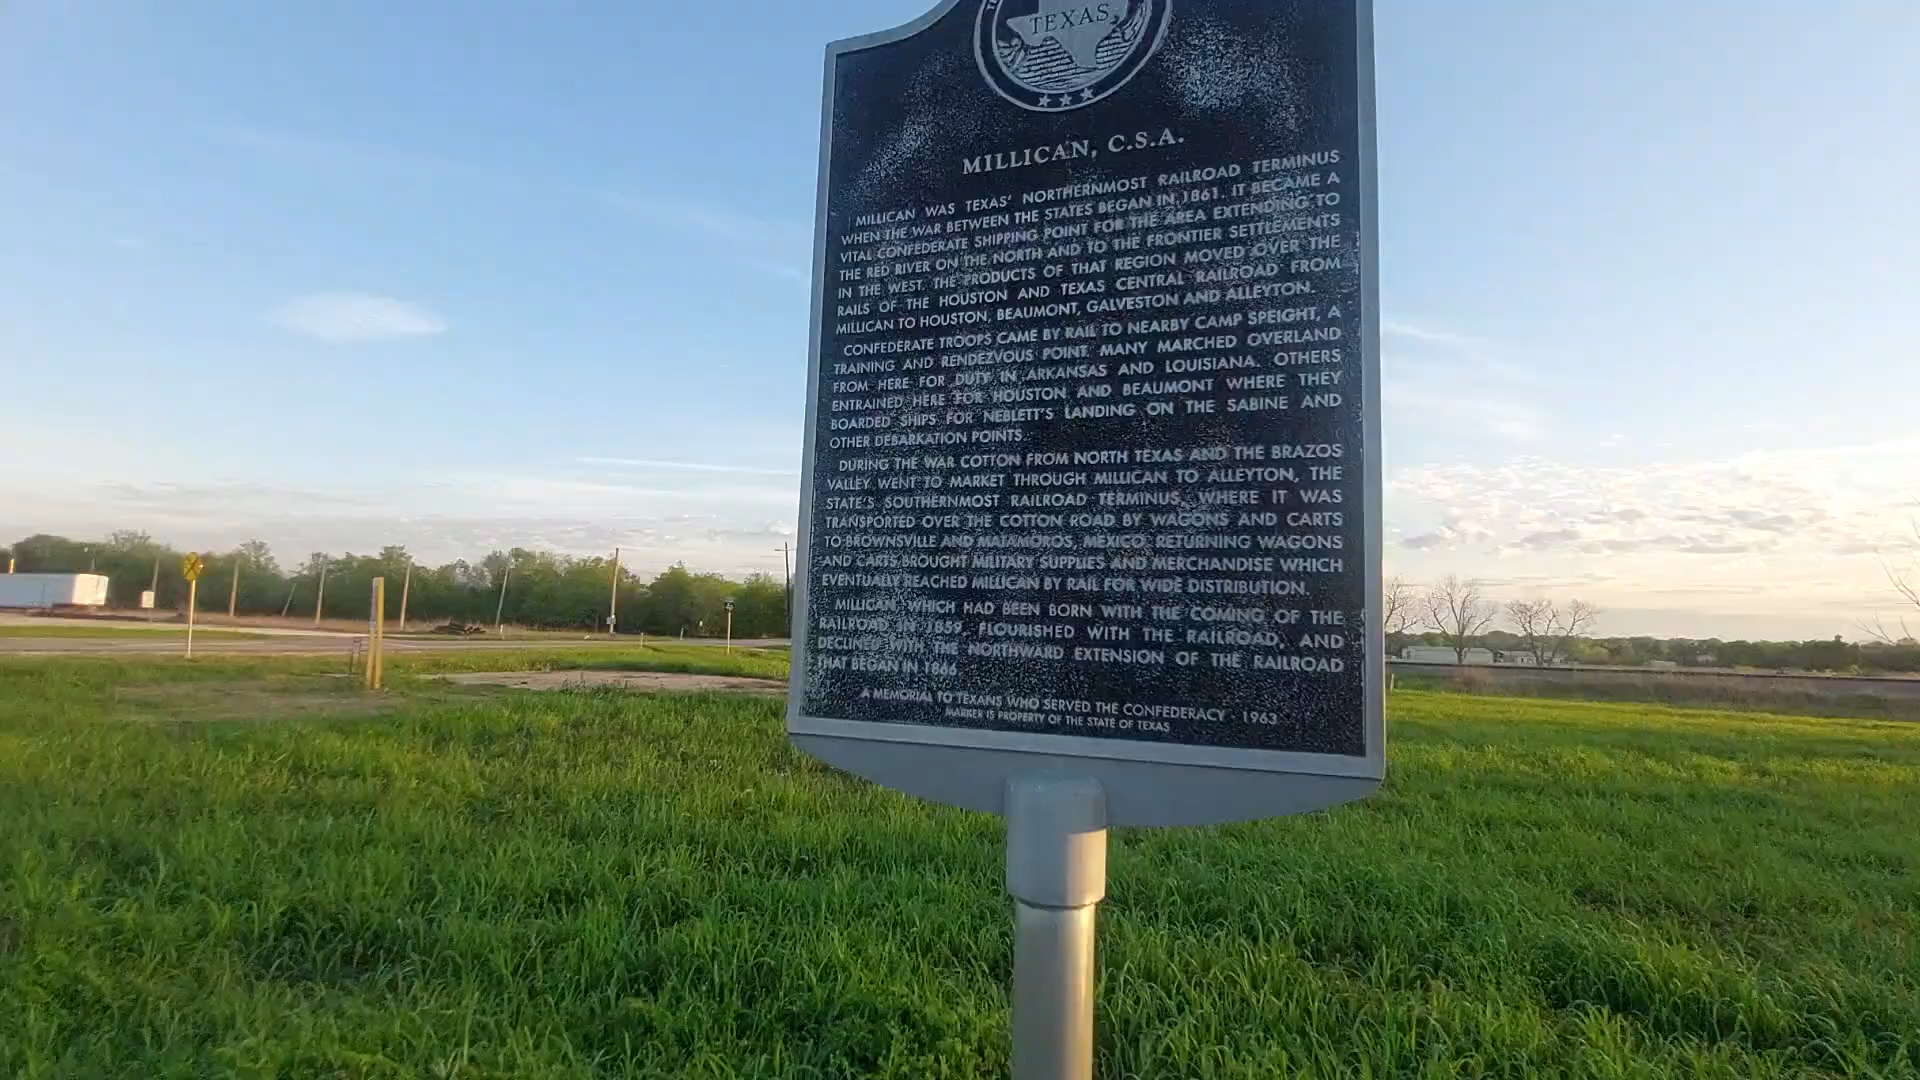 TEXAS
MILLICAN, C.S.A.
MILLICAN WAS TEXAS' NORTHERNMOST RAILROAD TERMINUS
WHEN THE WAR BETWEEN THE STATES BEGAN IN 1861. IT BECAME A
VITAL CONFEDERATE SHIPPING POINT FOR THE AREA EXTENDING TO
THE RED RIVER ON THE NORTH AND TO THE FRONTIER SETTLEMENTS
IN THE WEST. THE PRODUCTS OF THAT REGION MOVED OVER THE
RAILS OF THE HOUSTON AND TEXAS CENTRAL RAILROAD FROM
MILLICAN TO HOUSTON, BEAUMONT, GALVESTON AND ALLEYTON.
CONFEDERATE TROOPS CAME BY RAIL TO NEARBY CAMP SPEIGHT, A
TRAINING AND RENDEZVOUS POINT. MANY MARCHED OVERLAND
FROM HERE FOR DUTY IN ARKANSAS AND LOUISIANA. OTHERS
ENTRAINED HERE FOR HOUSTON AND BEAUMONT WHERE THEY
BOARDED SHIPS FOR NEBLETT'S LANDING ON THE SABINE AND
OTHER DEBARKATION POINTS.
DURING THE WAR COTTON FROM NORTH TEXAS AND THE BRAZOS
VALLEY WENT TO MARKET THROUGH MILLICAN TO ALLEYTON, THE
STATE'S SOUTHERNMOST RAILROAD TERMINUS, WHERE IT WAS
TRANSPORTED OVER THE COTTON ROAD BY WAGONS AND CARTS
TO BROWNSVILLE AND MATAMOROS, MEXICO. RETURNING WAGONS
AND CARTS BROUGHT MILITARY SUPPLIES AND MERCHANDISE WHICH
EVENTUALLY REACHED MILLICAN BY RAIL FOR WIDE DISTRIBUTION.
MILLICAN, WHICH HAD BEEN BORN WITH THE COMING OF THE
RAILROAD IN 1859, FLOURISHED WITH THE RAILROAD, AND
DECLINED WITH THE NORTHWARD EXTENSION OF THE RAILROAD
THAT BEGAN IN 1866
A MEMORIAL TO TEXANS WHO SERVED THE CONFEDERACY 1963
MARKER IS PROPERTY OF THE STATE OF TEXAS